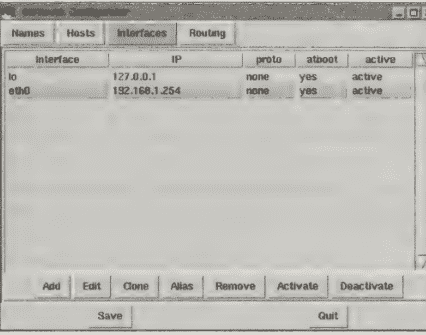 Names Hosts Interfaces Routing
Interface IP proto atboot active
lo 127.0.0.1 none yes active
eth0 192.168.1.254 none yes active
Add Edit Clone Alias Remove Activate Deactivate
Save Quit